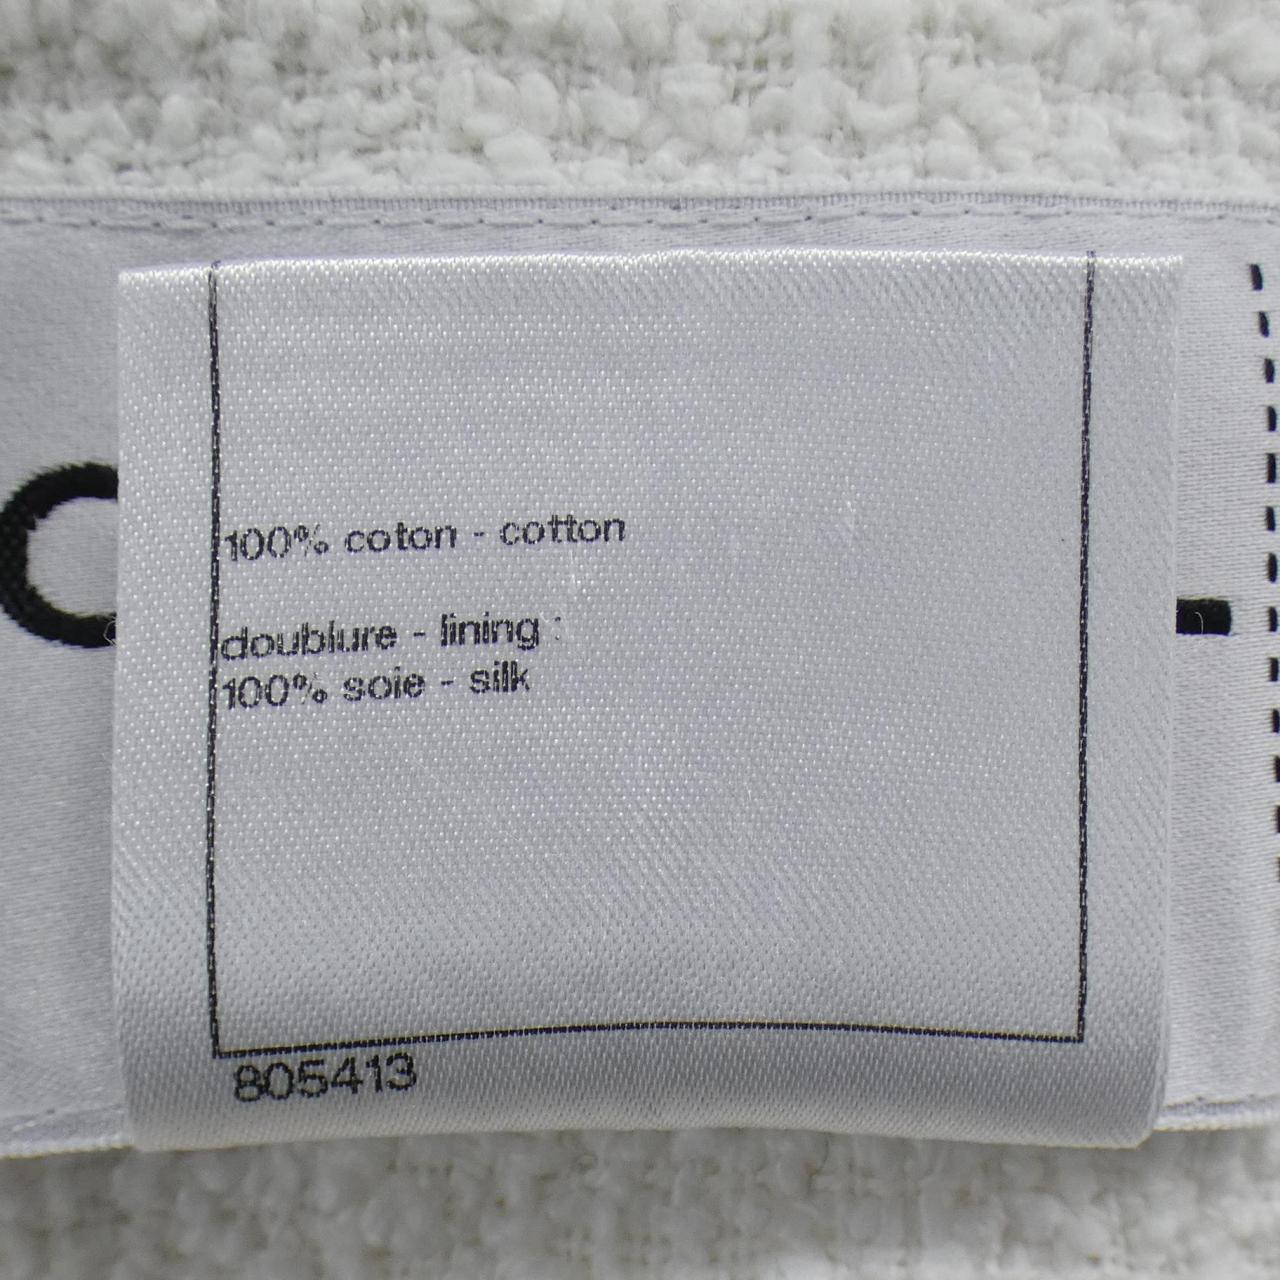 100% coton - cotton
doublure - lining :
100% soie - silk
805413